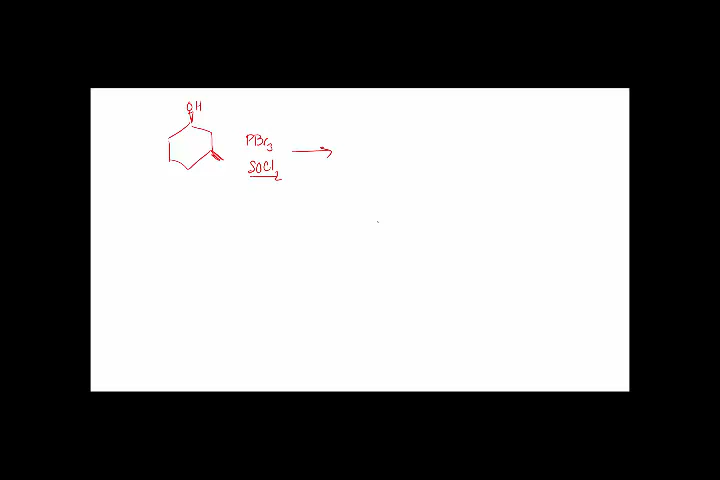 OH
PBr₃
SOCl₂